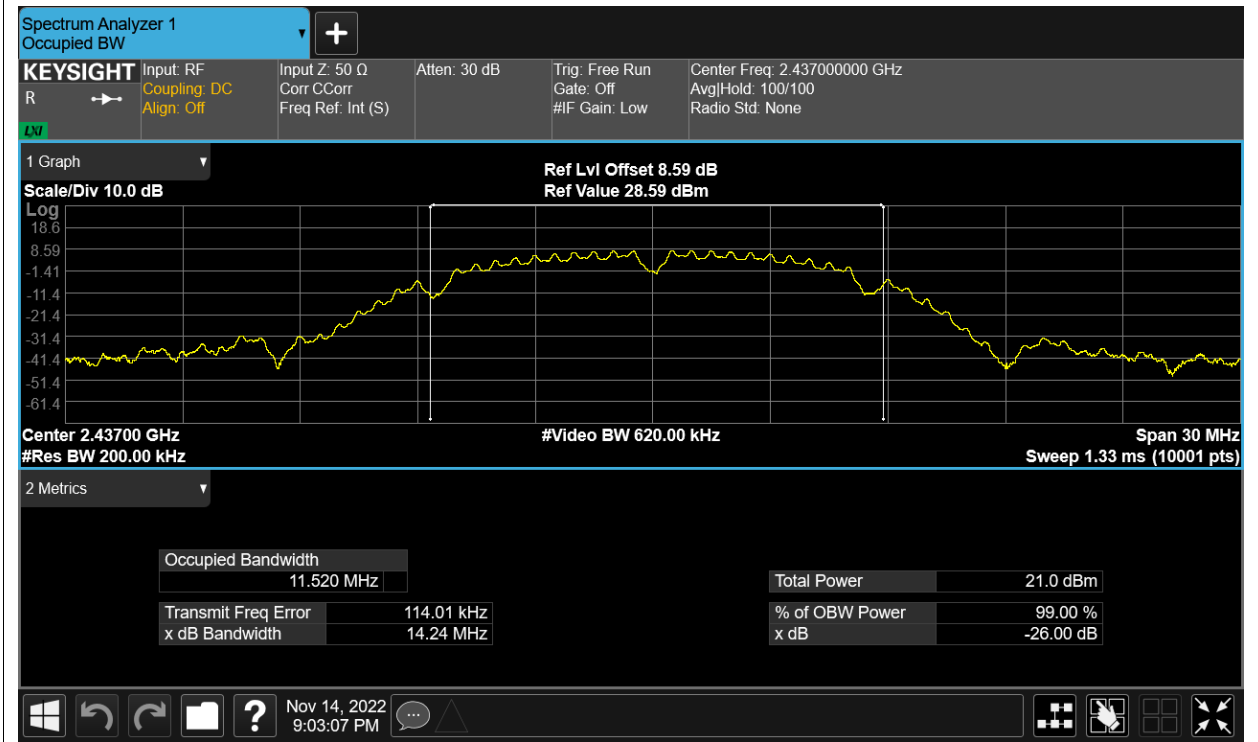 Spectrum Analyzer 1
Occupied BW
KEYSIGHT
R
LXI
Input: RF
Coupling: DC
Align: Off
Input Z: 50 Ω
Corr CCorr
Freq Ref: Int (S)
Atten: 30 dB
Trig: Free Run
Gate: Off
#IF Gain: Low
Center Freq: 2.437000000 GHz
Avg|Hold: 100/100
Radio Std: None
1 Graph
Scale/Div 10.0 dB
Ref Lvl Offset 8.59 dB
Ref Value 28.59 dBm
Log
18.6
8.59
-1.41
-11.4
-21.4
-31.4
-41.4
-51.4
-61.4
Center 2.43700 GHz
#Video BW 620.00 kHz
Span 30 MHz
#Res BW 200.00 kHz
Sweep 1.33 ms (10001 pts)
2 Metrics
Occupied Bandwidth
11.520 MHz
Total Power 21.0 dBm
Transmit Freq Error 114.01 kHz
% of OBW Power 99.00 %
x dB Bandwidth 14.24 MHz
x dB -26.00 dB
?
Nov 14, 2022
9:03:07 PM